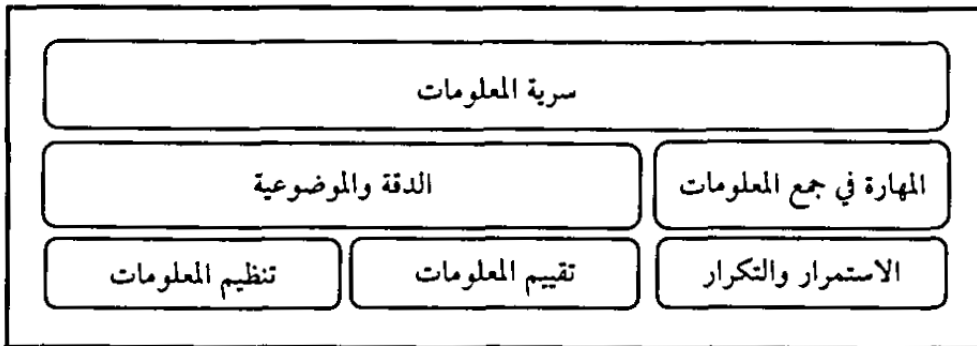 سرية المعلومات
المهارة في جمع المعلومات
الدقة والموضوعية
الاستمرار والتكرار
تقييم المعلومات
تنظيم المعلومات